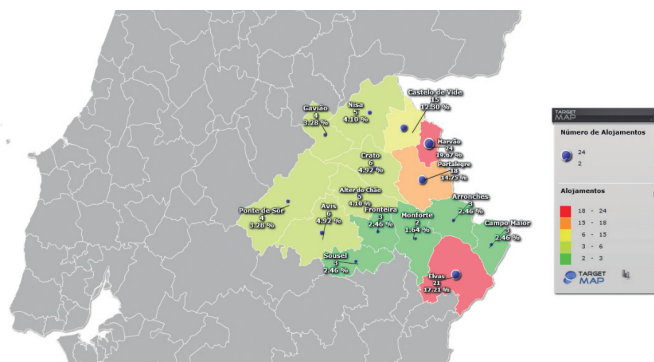 Castelo de Vide
15
12.30 %
Gavião
4
3.28 %
Nisa
5
4.10 %
Marvão
24
19.67 %
Crato
6
4.92 %
Portalegre
18
14.75 %
Alter do Chão
5
4.10 %
Ponte de Sor
4
3.28 %
Avis
6
4.92 %
Fronteira
3
2.46 %
Monforte
2
1.64 %
Arronches
3
2.46 %
Campo Maior
3
2.46 %
Sousel
3
2.46 %
Elvas
21
17.21 %
TARGET
MAP
Número de Alojamentos
24
2
Alojamentos
18 - 24
15 - 18
6 - 15
3 - 6
2 - 3
TARGET
MAP